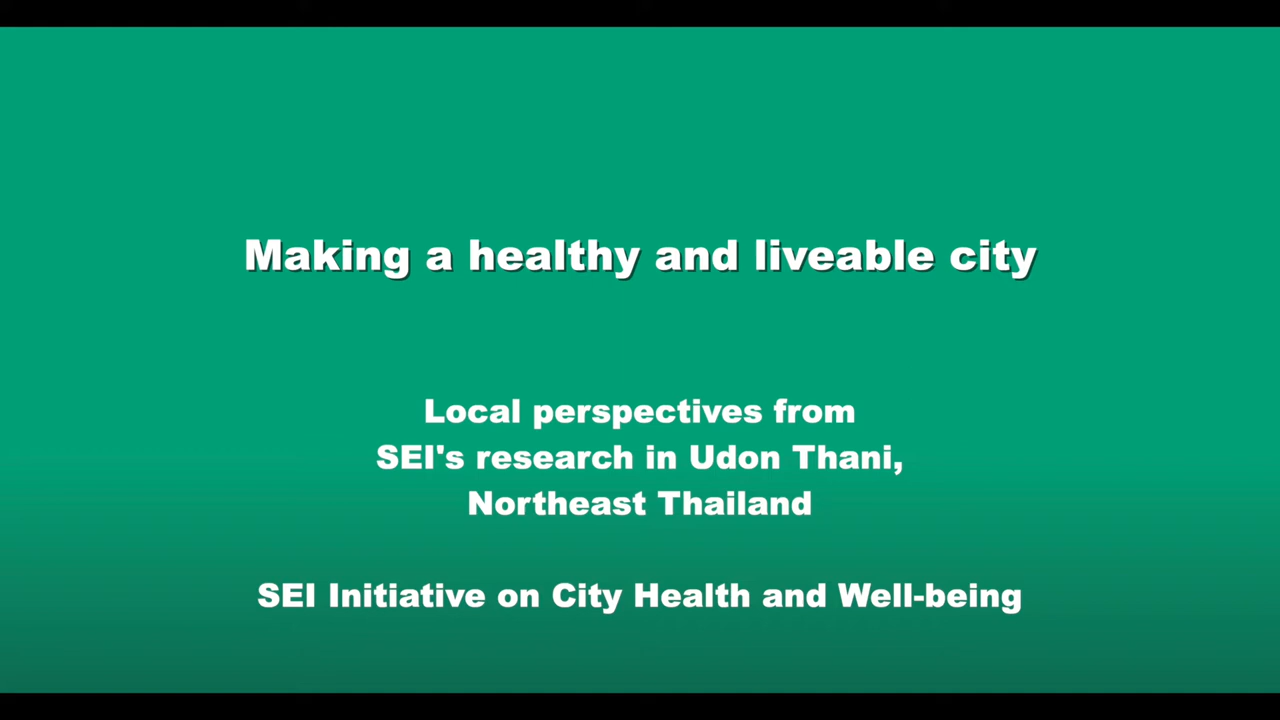 Making a healthy and liveable city
Local perspectives from
SEI's research in Udon Thani,
Northeast Thailand
SEI Initiative on City Health and Well-being